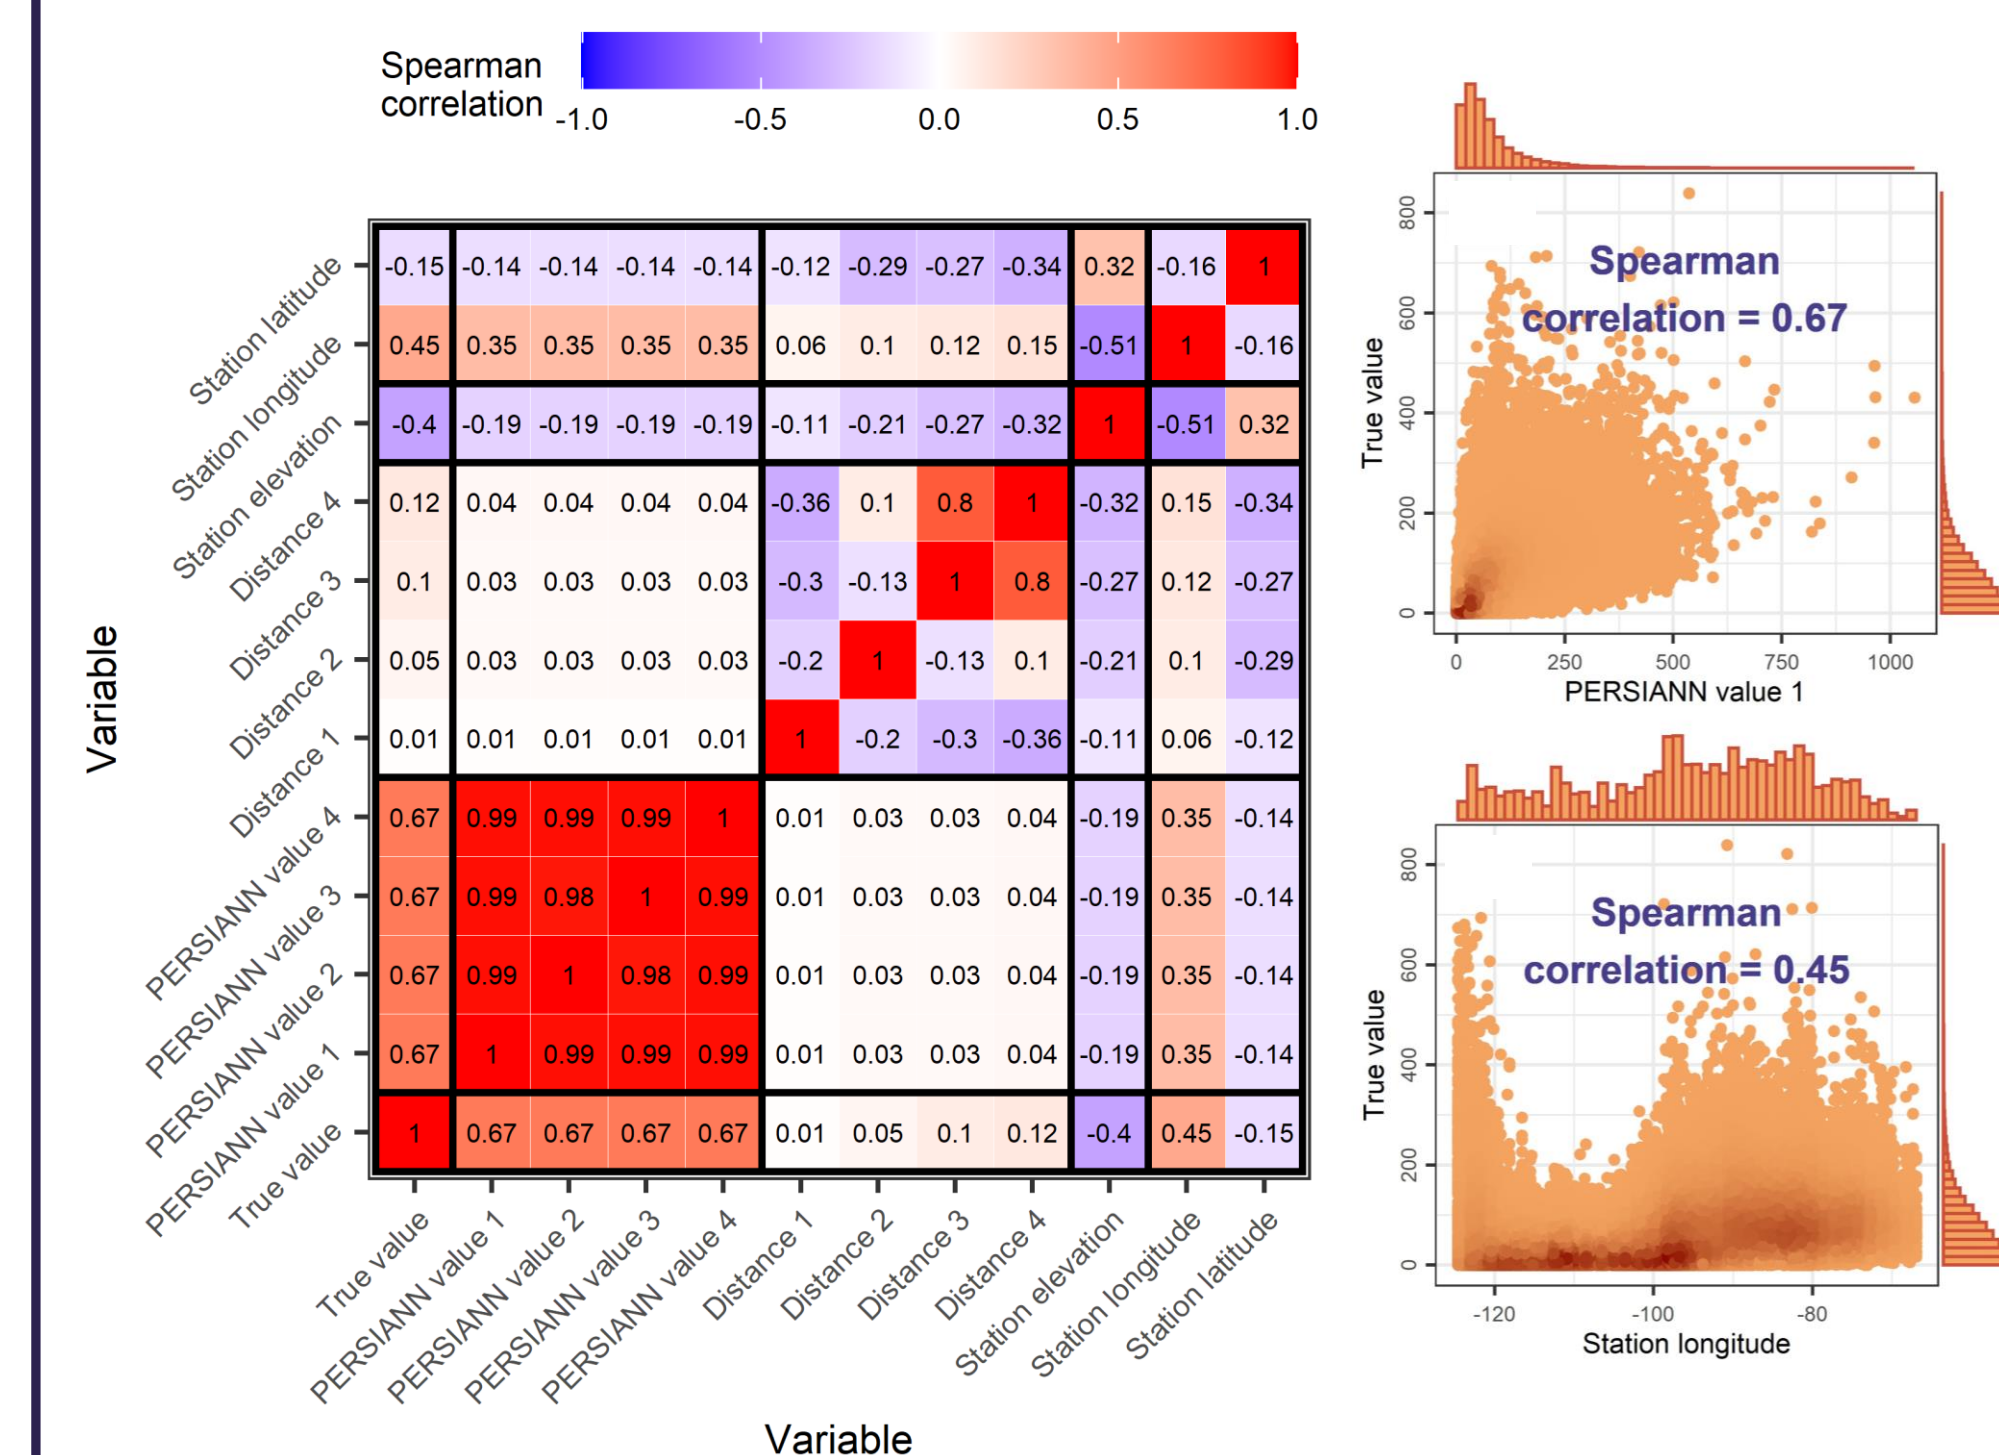 Spearman
correlation
-1.0 -0.5 0.0 0.5 1.0
Variable
Station latitude -0.15 -0.14 -0.14 -0.14 -0.14 -0.12 -0.29 -0.27 -0.34 0.32 -0.16 1
Station longitude 0.45 0.35 0.35 0.35 0.35 0.06 0.1 0.12 0.15 -0.51 1 -0.16
Station elevation -0.4 -0.19 -0.19 -0.19 -0.19 -0.11 -0.21 -0.27 -0.32 1 -0.51 0.32
Distance 4 0.12 0.04 0.04 0.04 0.04 -0.36 0.1 0.8 1 -0.32 0.15 -0.34
Distance 3 0.1 0.03 0.03 0.03 0.03 -0.3 -0.13 1 0.8 -0.27 0.12 -0.27
Distance 2 0.05 0.03 0.03 0.03 0.03 -0.2 1 -0.13 0.1 -0.21 0.1 -0.29
Distance 1 0.01 0.01 0.01 0.01 0.01 1 -0.2 -0.3 -0.36 -0.11 0.06 -0.12
PERSIANN value 4 0.67 0.99 0.99 0.99 1 0.01 0.03 0.03 0.04 -0.19 0.35 -0.14
PERSIANN value 3 0.67 0.99 0.98 1 0.99 0.01 0.03 0.03 0.04 -0.19 0.35 -0.14
PERSIANN value 2 0.67 0.99 1 0.98 0.99 0.01 0.03 0.03 0.04 -0.19 0.35 -0.14
PERSIANN value 1 0.67 1 0.99 0.99 0.99 0.01 0.03 0.03 0.04 -0.19 0.35 -0.14
True value 1 0.67 0.67 0.67 0.67 0.01 0.05 0.1 0.12 -0.4 0.45 -0.15
True value
PERSIANN value 1
PERSIANN value 2
PERSIANN value 3
PERSIANN value 4
Distance 1
Distance 2
Distance 3
Distance 4
Station elevation
Station longitude
Station latitude
Variable
Spearman
correlation = 0.67
True value
800
600
400
200
0
0 250 500 750 1000
PERSIANN value 1
Spearman
correlation = 0.45
True value
800
600
400
200
0
-120 -100 -80
Station longitude